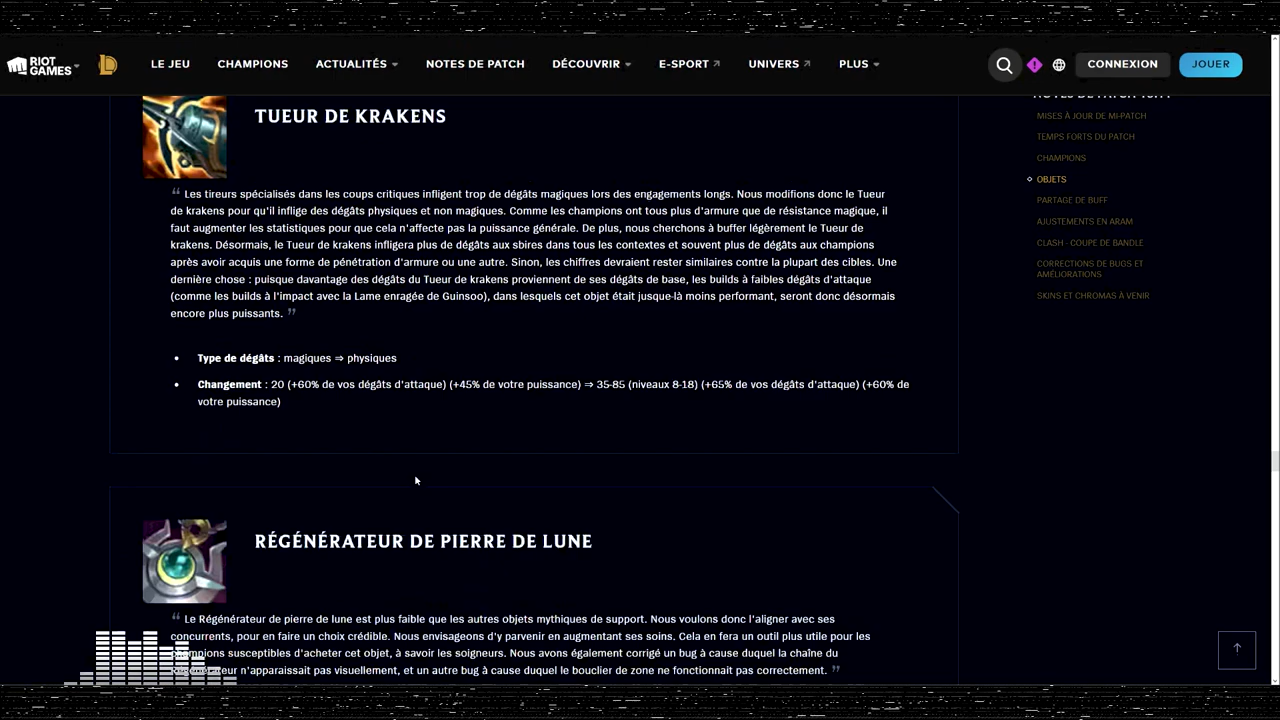 RIOT GAMES
LE JEU CHAMPIONS ACTUALITÉS NOTES DE PATCH DÉCOUVRIR E-SPORT UNIVERS PLUS CONNEXION JOUER
TUEUR DE KRAKENS
“ Les tireurs spécialisés dans les coups critiques infligent trop de dégâts magiques lors des engagements longs. Nous modifions donc le Tueur
de krakens pour qu'il inflige des dégâts physiques et non magiques. Comme les champions ont tous plus d'armure que de résistance magique, il
faut augmenter les statistiques pour que cela n'affecte pas la puissance générale. De plus, nous cherchons à buffer légèrement le Tueur de
krakens. Désormais, le Tueur de krakens infligera plus de dégâts aux sbires dans tous les contextes et souvent plus de dégâts aux champions
après avoir acquis une forme de pénétration d'armure ou une autre. Sinon, les chiffres devraient rester similaires contre la plupart des cibles. Une
dernière chose : puisque davantage des dégâts du Tueur de krakens proviennent de ses dégâts de base, les builds à faibles dégâts d'attaque
(comme les builds à l'impact avec la Lame enragée de Guinsoo), dans lesquels cet objet était jusque-là moins performant, seront donc désormais
encore plus puissants. ”
• Type de dégâts : magiques ⇒ physiques
• Changement : 20 (+60% de vos dégâts d'attaque) (+45% de votre puissance) ⇒ 35-85 (niveaux 8-18) (+65% de vos dégâts d'attaque) (+60% de
votre puissance)
RÉGÉNÉRATEUR DE PIERRE DE LUNE
“ Le Régénérateur de pierre de lune est plus faible que les autres objets mythiques de support. Nous voulons donc l'aligner avec ses
concurrents, pour en faire un choix crédible. Nous envisageons d'y parvenir en augmentant ses soins. Cela en fera un outil plus utile pour les
champions susceptibles d'acheter cet objet, à savoir les soigneurs. Nous avons également corrigé un bug à cause duquel la chaîne du
n'apparaissait pas visuellement, et un autre bug à cause duquel le bouclier de zone ne fonctionnait pas correctement. ”
NOTES DE PATCH
MISES À JOUR DE MI-PATCH
TEMPS FORTS DU PATCH
CHAMPIONS
OBJETS
PARTAGE DE BUFF
AJUSTEMENTS EN ARAM
CLASH - COUPE DE BANDLE
CORRECTIONS DE BUGS ET
AMÉLIORATIONS
SKINS ET CHROMAS À VENIR